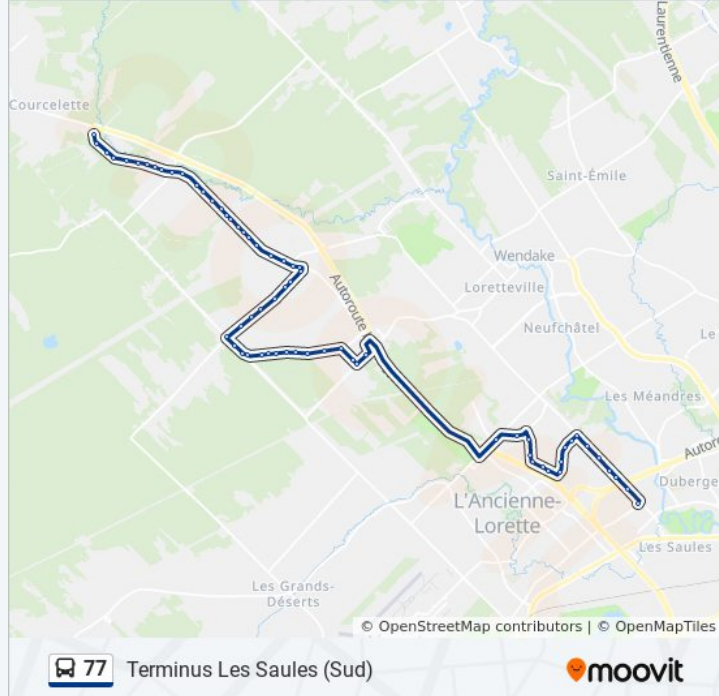 Laurentienne
Courcelette
Saint-Émile
Wendake
Loretteville
Autoroute
Neufchâtel
Le
Les Méandres
Autoro
Duberge
L'Ancienne-
Lorette
Les Saules
Les Grands-
Déserts
© OpenStreetMap contributors | © OpenMapTiles
77 Terminus Les Saules (Sud)
moovit